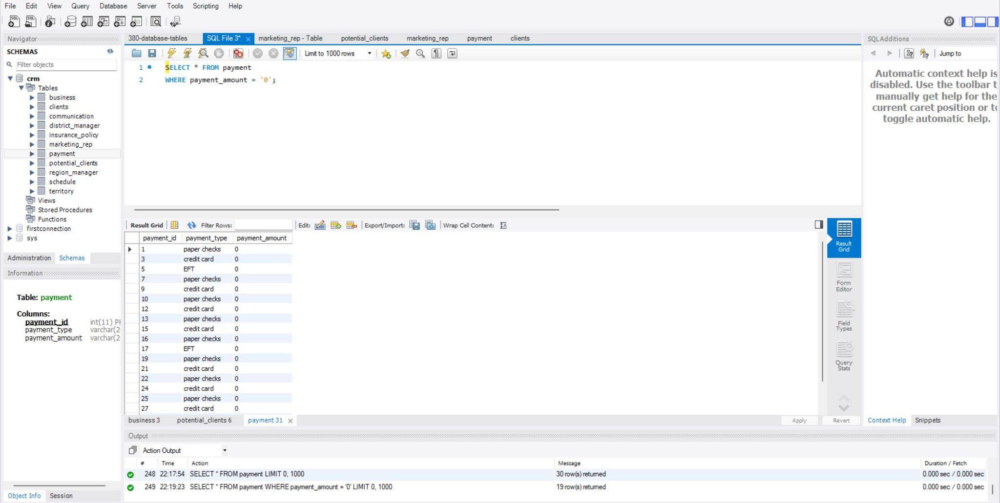 File Edit View Query Database Server Tools Scripting Help
Navigator
SCHEMAS
Filter objects
crm
Tables
business
clients
communication
district_manager
insurance_policy
marketing_rep
payment
potential_clients
region_manager
schedule
territory
Views
Stored Procedures
Functions
firstconnection
sys
Administration Schemas
Information
Table: payment
Columns:
payment_id int(11) PK
payment_type varchar(2
payment_amount varchar(2
Object Info Session
380-database-tables SQL File 3* marketing_rep - Table potential_clients marketing_rep payment clients
Limit to 1000 rows
1 SELECT * FROM payment
2 WHERE payment_amount = '0';
Result Grid Filter Rows: Edit: Export/Import: Wrap Cell Content:
payment_id payment_type payment_amount
1 paper checks 0
3 credit card 0
5 EFT 0
7 paper checks 0
9 credit card 0
10 paper checks 0
12 credit card 0
13 paper checks 0
15 credit card 0
16 paper checks 0
17 EFT 0
19 paper checks 0
21 credit card 0
22 paper checks 0
24 credit card 0
25 paper checks 0
27 credit card 0
Result
Grid
Form
Editor
Field
Types
Query
Stats
business 3 potential_clients 6 payment 31
Apply Revert
SQLAdditions
Jump to
Automatic context help is
disabled. Use the toolbar t
manually get help for the
current caret position or to
toggle automatic help.
Context Help Snippets
Output
Action Output
# Time Action Message Duration / Fetch
248 22:17:54 SELECT * FROM payment LIMIT 0, 1000 30 row(s) returned 0.000 sec / 0.000 sec
249 22:19:23 SELECT * FROM payment WHERE payment_amount = '0' LIMIT 0, 1000 19 row(s) returned 0.000 sec / 0.000 sec